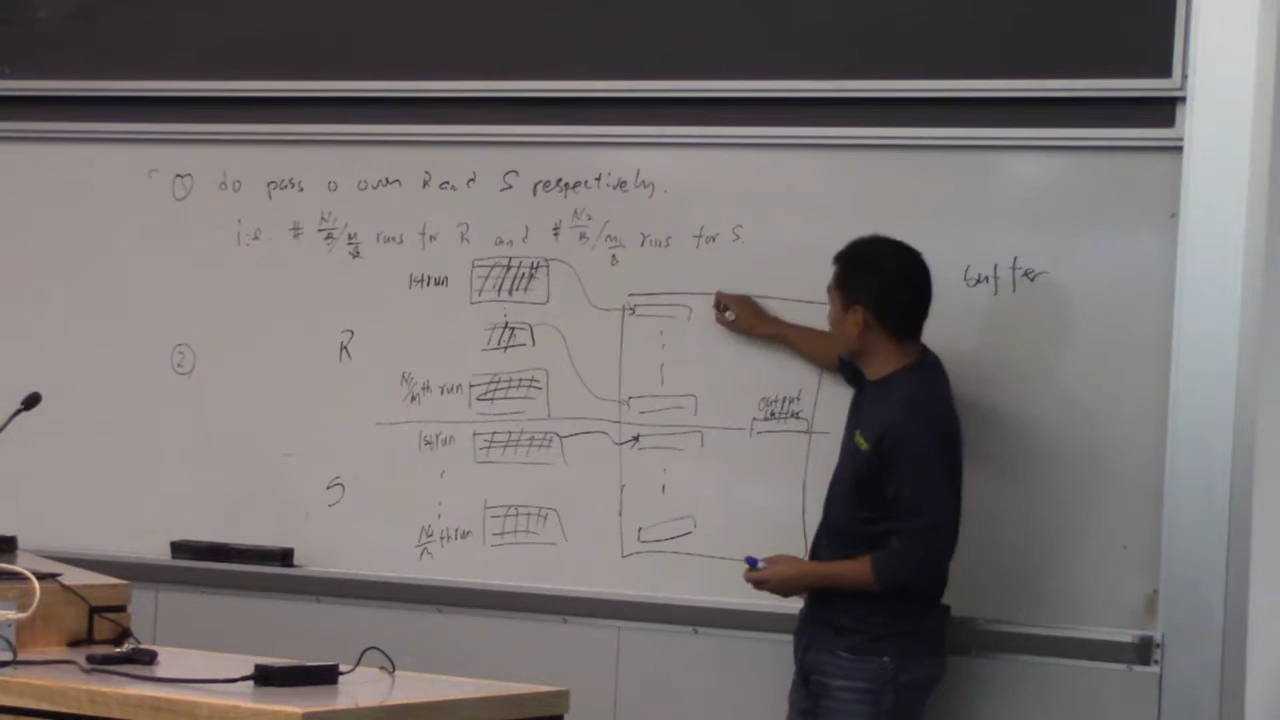 ① do pass 0 over R and S respectively.
i.e. # N1/B / M/B runs for R and # N2/B / M/B runs for S.
1st run
buffer
R
②
N1/M th run
output buffer
1st run
S
N2/M th run